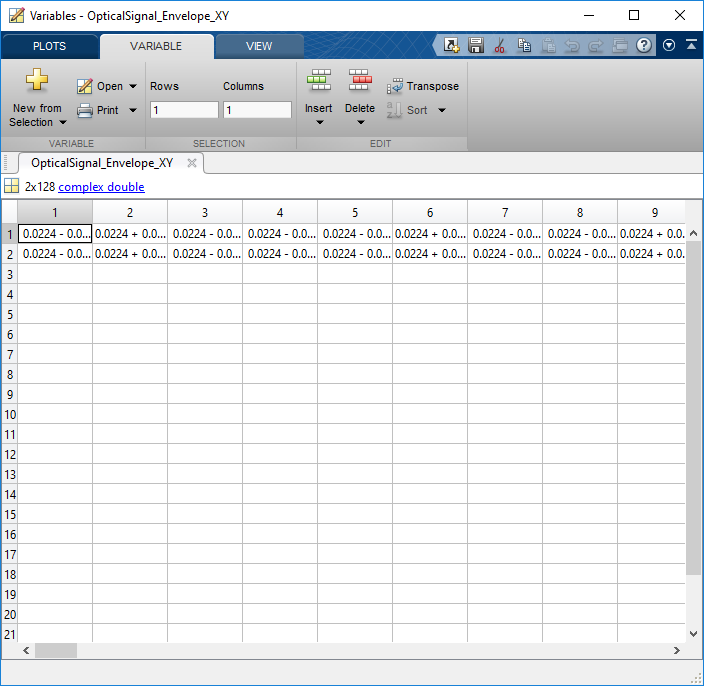 Variables - OpticalSignal_Envelope_XY
PLOTS VARIABLE VIEW
New from Selection Open Print Rows Columns Insert Delete Transpose Sort
1 1
VARIABLE SELECTION EDIT
OpticalSignal_Envelope_XY
2x128 complex double
1 2 3 4 5 6 7 8 9
1 0.0224 - 0.0... 0.0224 + 0.0... 0.0224 - 0.0... 0.0224 - 0.0... 0.0224 - 0.0... 0.0224 + 0.0... 0.0224 - 0.0... 0.0224 - 0.0... 0.0224 + 0.0...
2 0.0224 - 0.0... 0.0224 + 0.0... 0.0224 - 0.0... 0.0224 - 0.0... 0.0224 - 0.0... 0.0224 + 0.0... 0.0224 - 0.0... 0.0224 - 0.0... 0.0224 + 0.0...
3
4
5
6
7
8
9
10
11
12
13
14
15
16
17
18
19
20
21